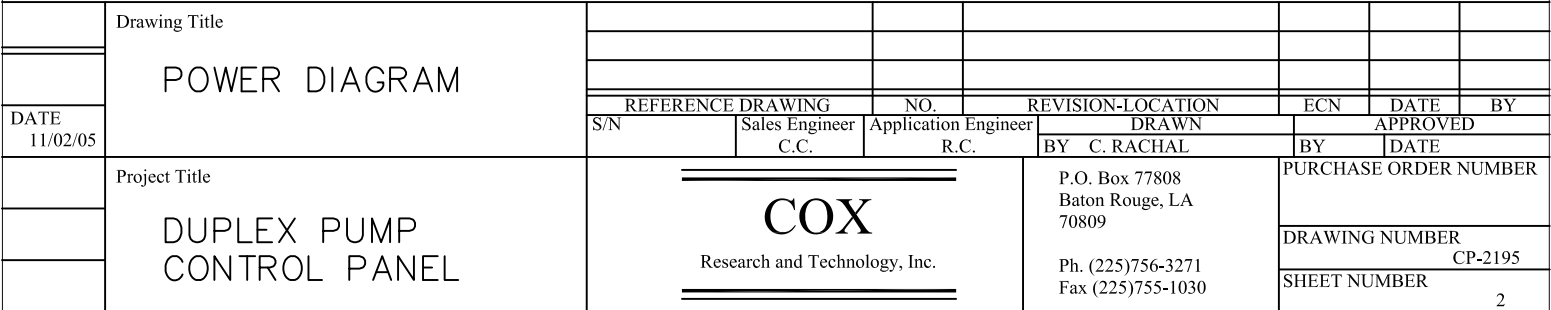 Drawing Title
POWER DIAGRAM
DATE
11/02/05
REFERENCE DRAWING NO. REVISION-LOCATION ECN DATE BY
S/N Sales Engineer Application Engineer DRAWN APPROVED
C.C. R.C. BY C. RACHAL BY DATE
Project Title
DUPLEX PUMP
CONTROL PANEL
COX
Research and Technology, Inc.
P.O. Box 77808
Baton Rouge, LA
70809
Ph. (225)756-3271
Fax (225)755-1030
PURCHASE ORDER NUMBER
DRAWING NUMBER
CP-2195
SHEET NUMBER
2